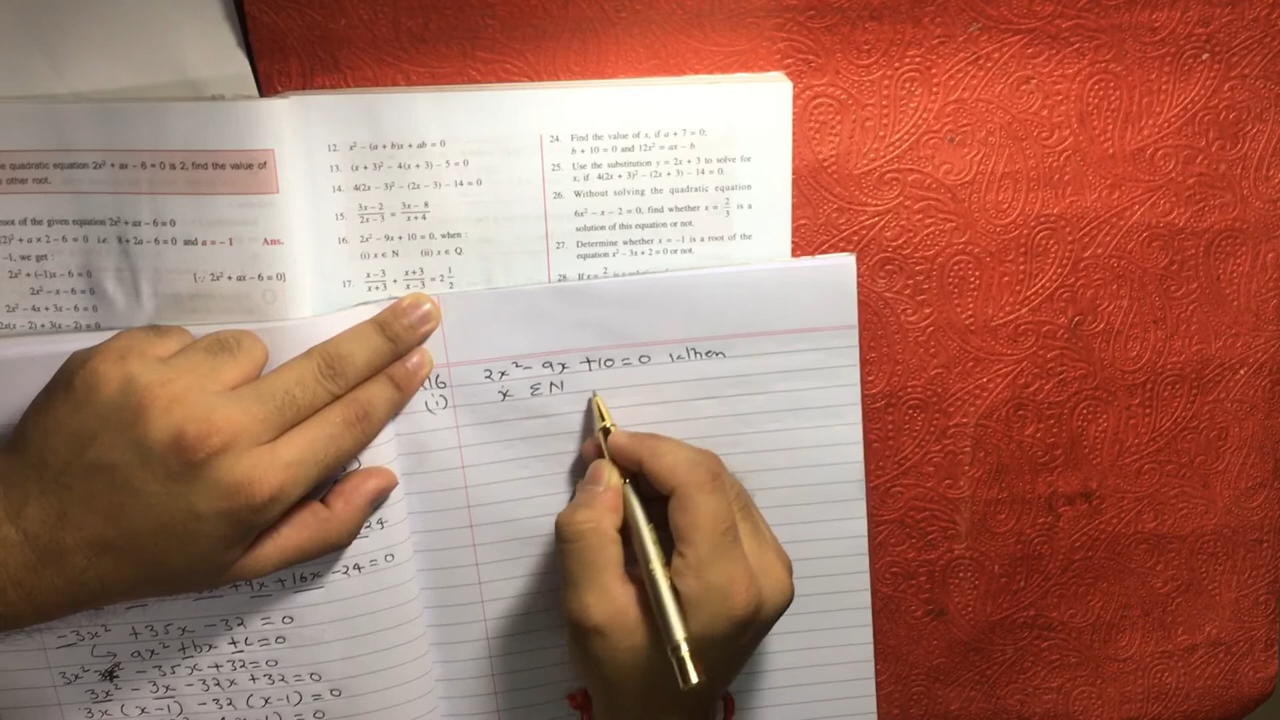 e quadratic equation 2x² + ax – 6 = 0 is 2, find the value of
other root.
root of the given equation 2x² + ax – 6 = 0
(2)² + a × 2 – 6 = 0 i.e. 8 + 2a – 6 = 0 and a = – 1 Ans.
–1, we get :
2x² + (–1)x – 6 = 0 [∵ 2x² + ax – 6 = 0]
2x² – x – 6 = 0
2x² – 4x + 3x – 6 = 0
2x(x – 2) + 3(x – 2) = 0
12. x² – (a + b)x + ab = 0
13. (x + 3)² – 4(x + 3) – 5 = 0
14. 4(2x – 3)² – (2x – 3) – 14 = 0
15. (3x – 2)/(2x – 3) = (3x – 8)/(x + 4)
16. 2x² – 9x + 10 = 0, when :
(i) x ∈ N (ii) x ∈ Q.
17. (x – 3)/(x + 3) + (x + 3)/(x – 3) = 2 1/2
24. Find the value of x, if a + 7 = 0;
b + 10 = 0 and 12x² = ax – b
25. Use the substitution y = 2x + 3 to solve for
x, if 4(2x + 3)² – (2x + 3) – 14 = 0.
26. Without solving the quadratic equation
6x² – x – 2 = 0, find whether x = 2/3 is a
solution of this equation or not.
27. Determine whether x = –1 is a root of the
equation x² – 3x + 2 = 0 or not.
28. If x = 2/
16 2x² - 9x + 10 = 0 when
(i) x ∈ N
24
+9x + 16x - 24 = 0
-3x² + 35x - 32 = 0
ax² + bx + c = 0
3x² - 35x + 32 = 0
3x² - 3x - 32x + 32 = 0
3x (x-1) - 32 (x-1) = 0